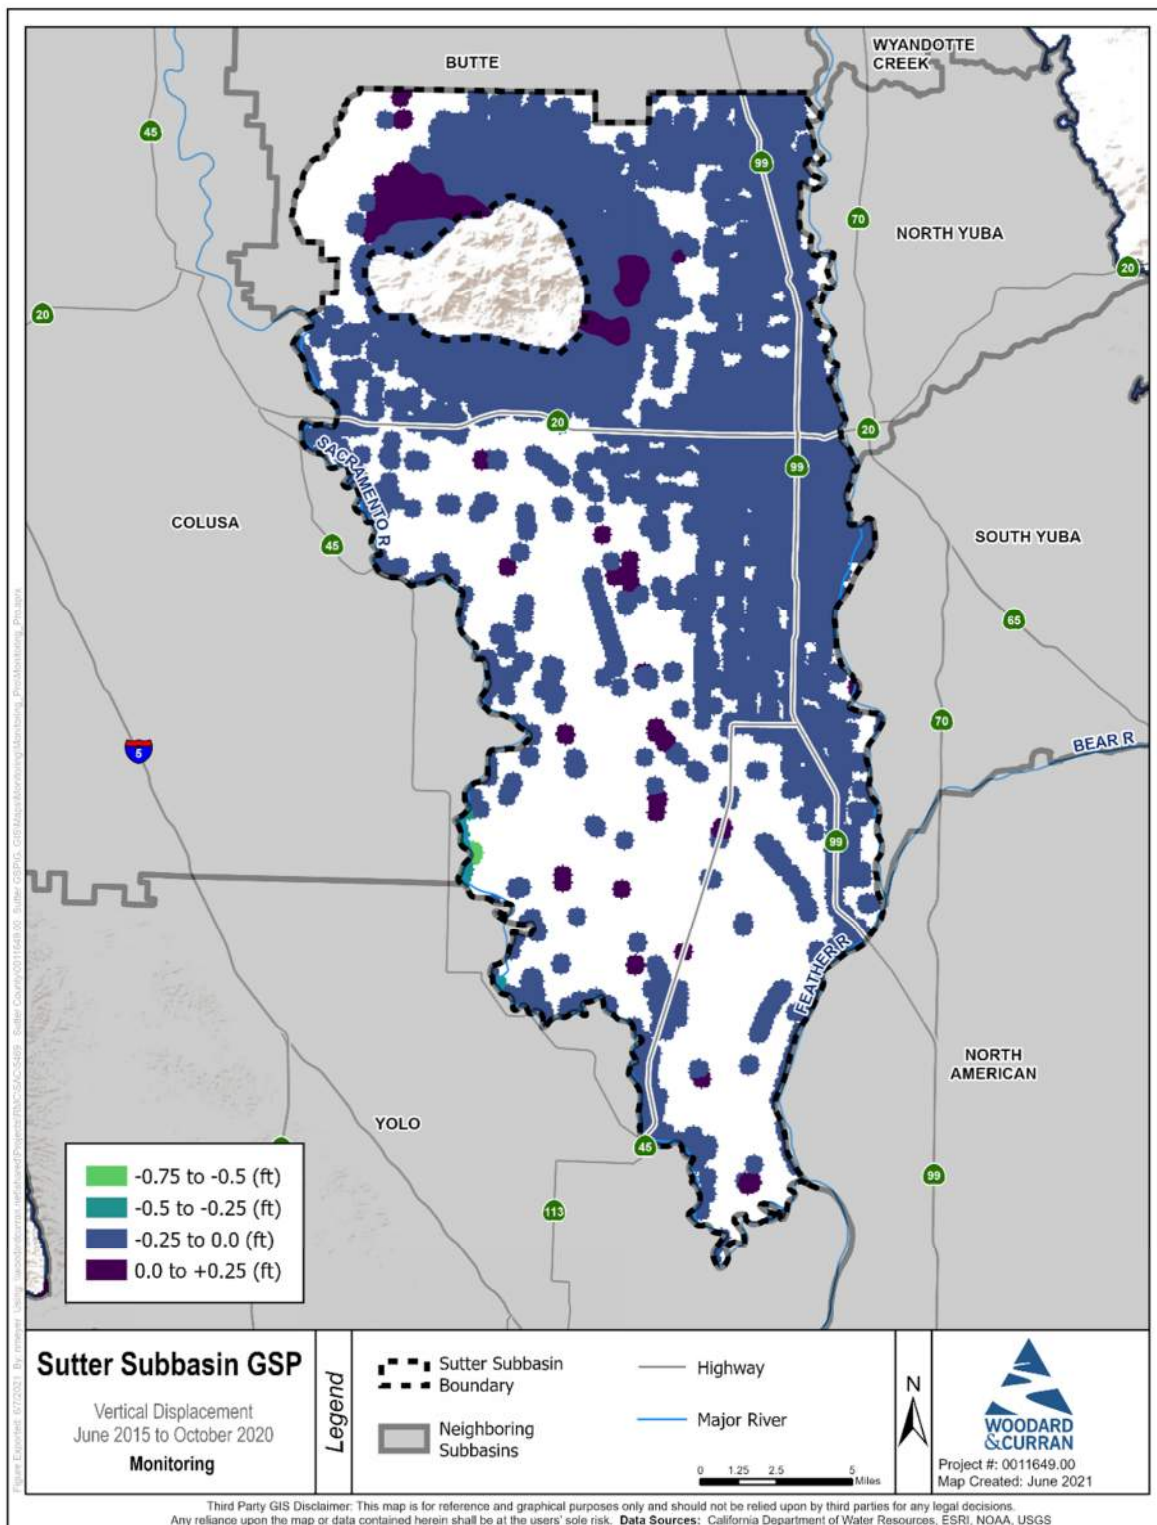 BUTTE
WYANDOTTE
CREEK
45
99
70
NORTH YUBA
20
20
20
20
99
SACRAMENTO R
COLUSA
45
SOUTH YUBA
65
70
BEAR R
5
99
FEATHER R
NORTH
AMERICAN
YOLO
45
99
113
-0.75 to -0.5 (ft)
-0.5 to -0.25 (ft)
-0.25 to 0.0 (ft)
0.0 to +0.25 (ft)
Sutter Subbasin GSP
Vertical Displacement
June 2015 to October 2020
Monitoring
Legend
Sutter Subbasin
Boundary
Neighboring
Subbasins
Highway
Major River
0 1.25 2.5 5
Miles
N
WOODARD
&CURRAN
Project #: 0011649.00
Map Created: June 2021
Third Party GIS Disclaimer: This map is for reference and graphical purposes only and should not be relied upon by third parties for any legal decisions.
Any reliance upon the map or data contained herein shall be at the users' sole risk. Data Sources: California Department of Water Resources, ESRI, NOAA, USGS